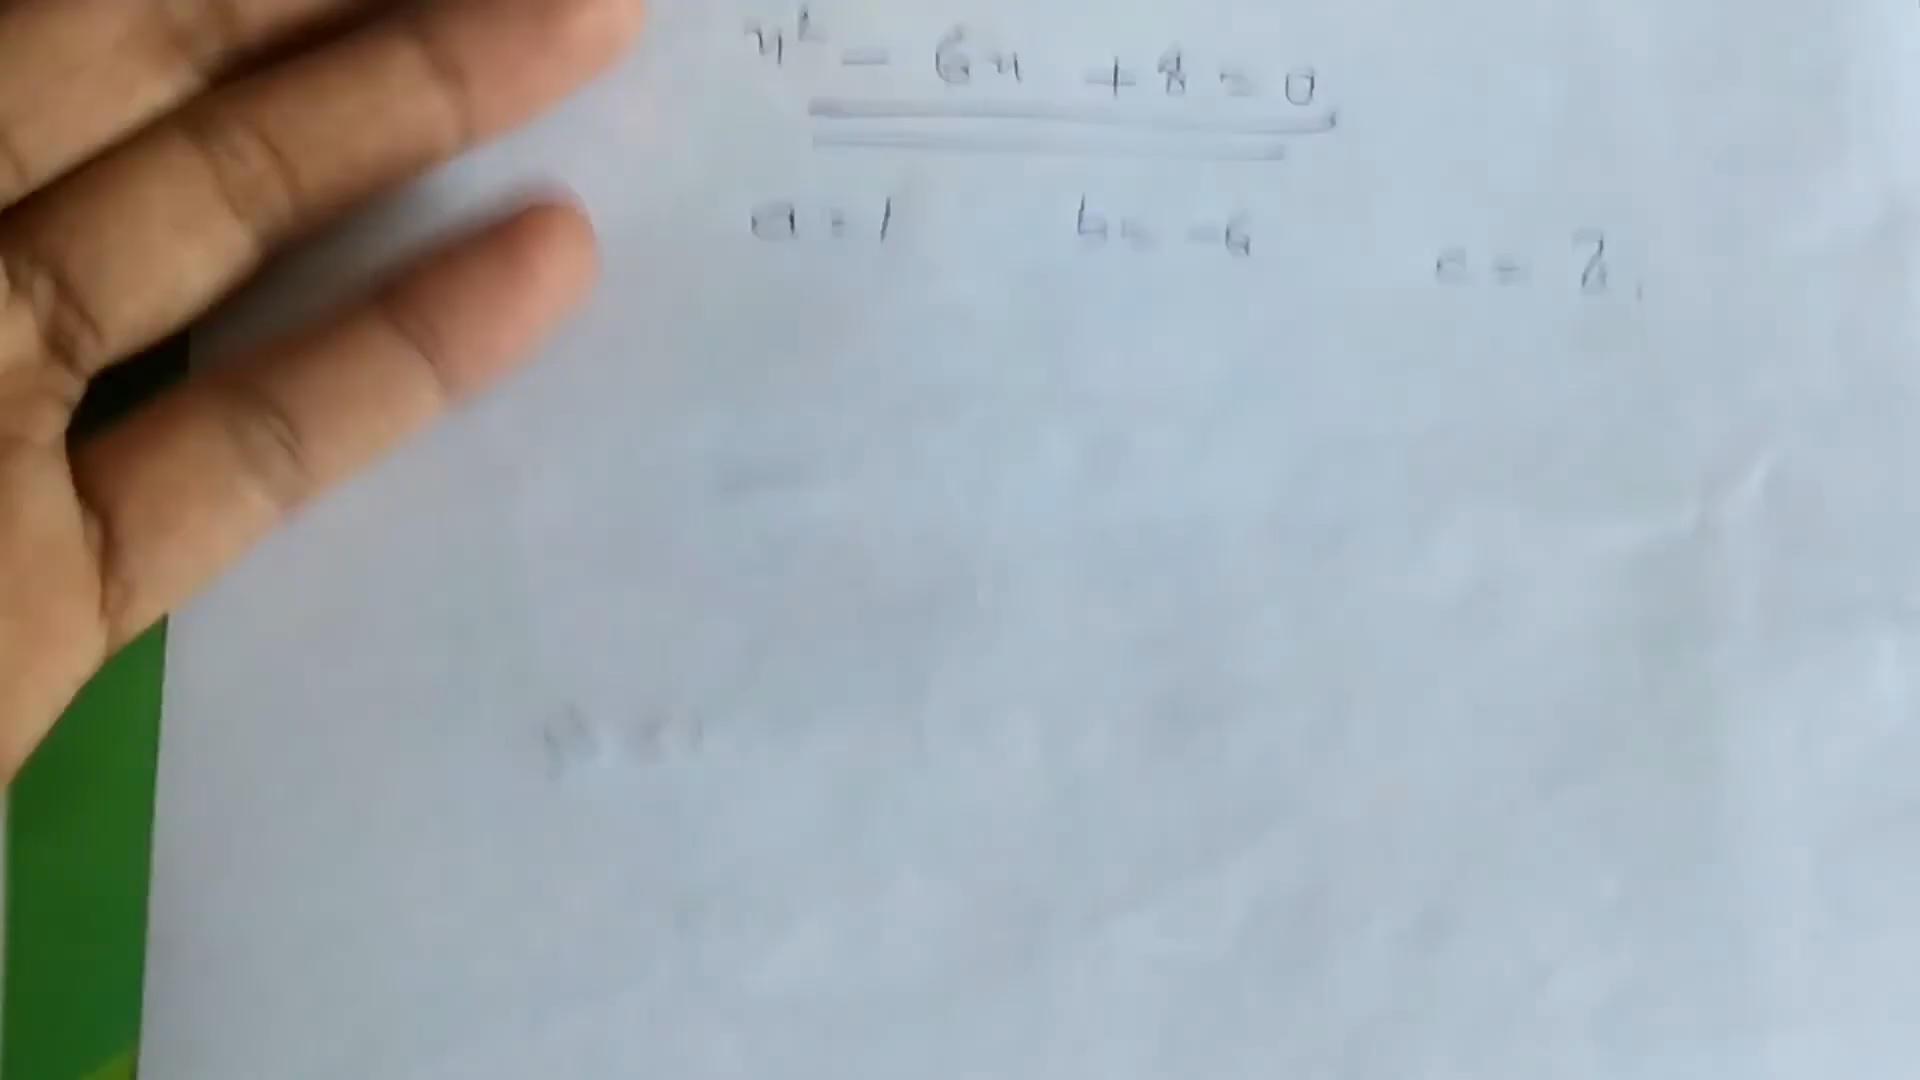 x² - 6x + 8 = 0
a = 1 b = -6 c = 8